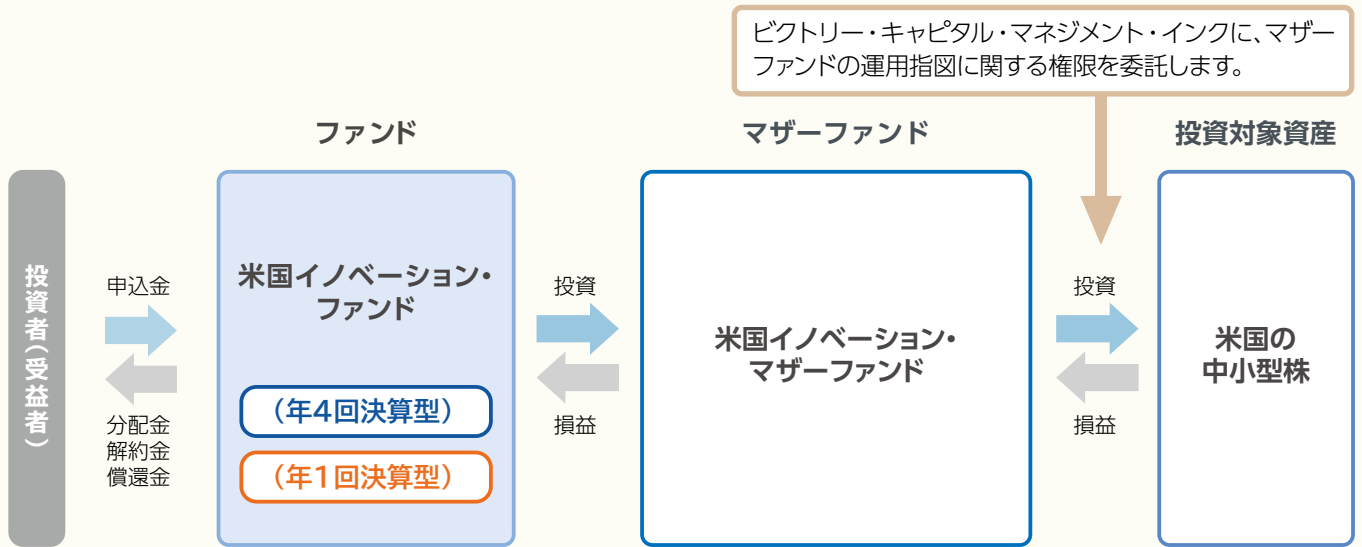 ビクトリー・キャピタル・マネジメント・インクに、マザー
ファンドの運用指図に関する権限を委託します。
ファンド
マザーファンド
投資対象資産
投資者(受益者)
申込金
分配金
解約金
償還金
米国イノベーション・
ファンド
(年4回決算型)
(年1回決算型)
投資
損益
米国イノベーション・
マザーファンド
投資
損益
米国の
中小型株